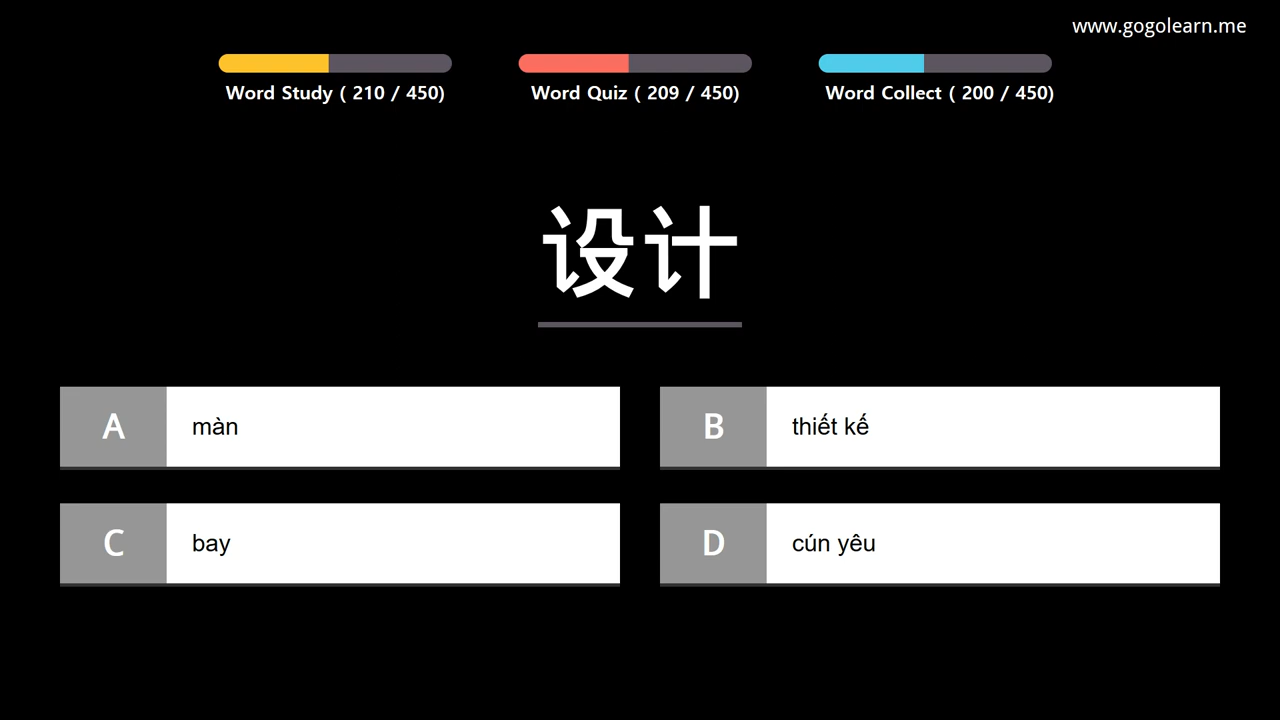 www.gogolearn.me
Word Study ( 210 / 450)
Word Quiz ( 209 / 450)
Word Collect ( 200 / 450)
设计
A
màn
B
thiết kế
C
bay
D
cún yêu